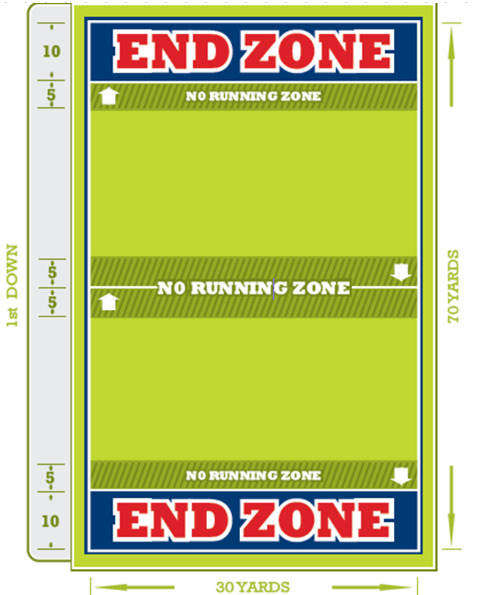 END ZONE
10
5
NO RUNNING ZONE
5
NO RUNNING ZONE
5
1st DOWN
70 YARDS
5
NO RUNNING ZONE
10
END ZONE
30 YARDS